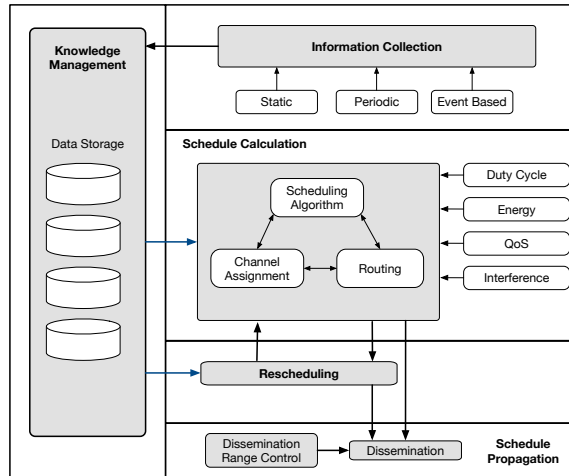 Knowledge
Management
Data Storage
Information Collection
Static
Periodic
Event Based
Schedule Calculation
Scheduling
Algorithm
Channel
Assignment
Routing
Duty Cycle
Energy
QoS
Interference
Rescheduling
Dissemination
Range Control
Dissemination
Schedule
Propagation